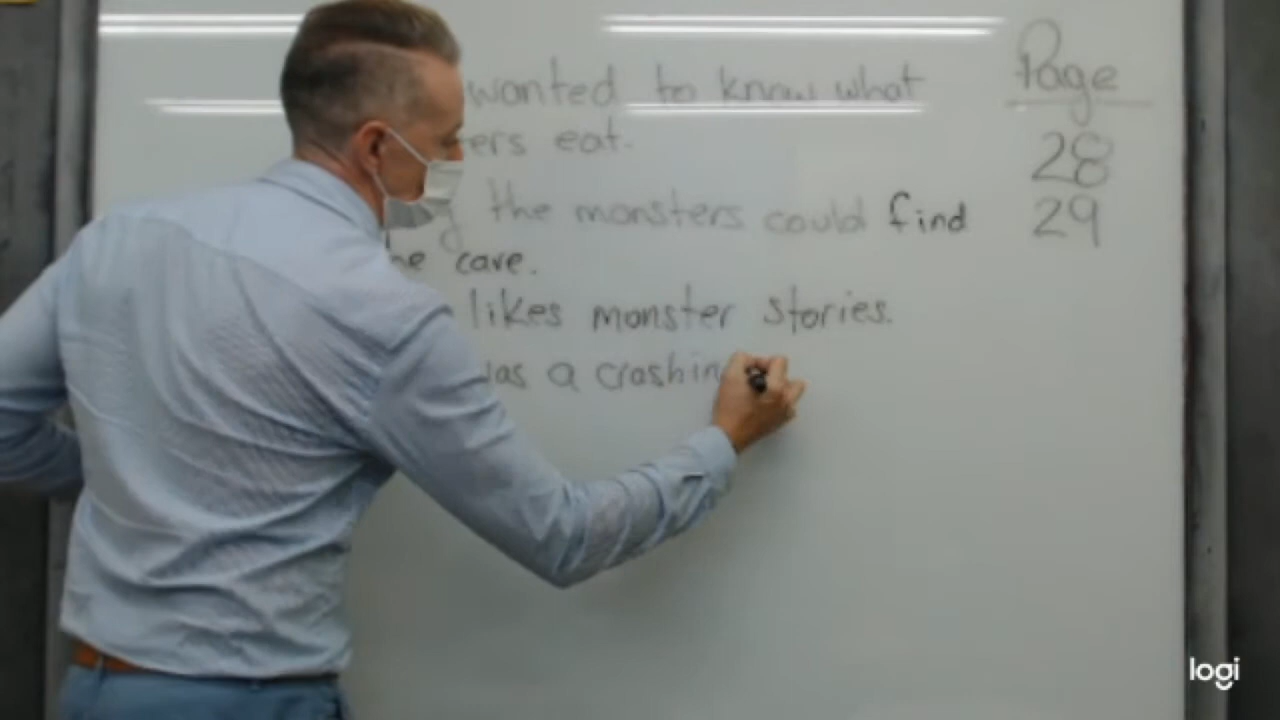 wanted to know what
ers eat.
the monsters could find
he cave.
likes monster stories.
as a crashin
Page
28
29
logi